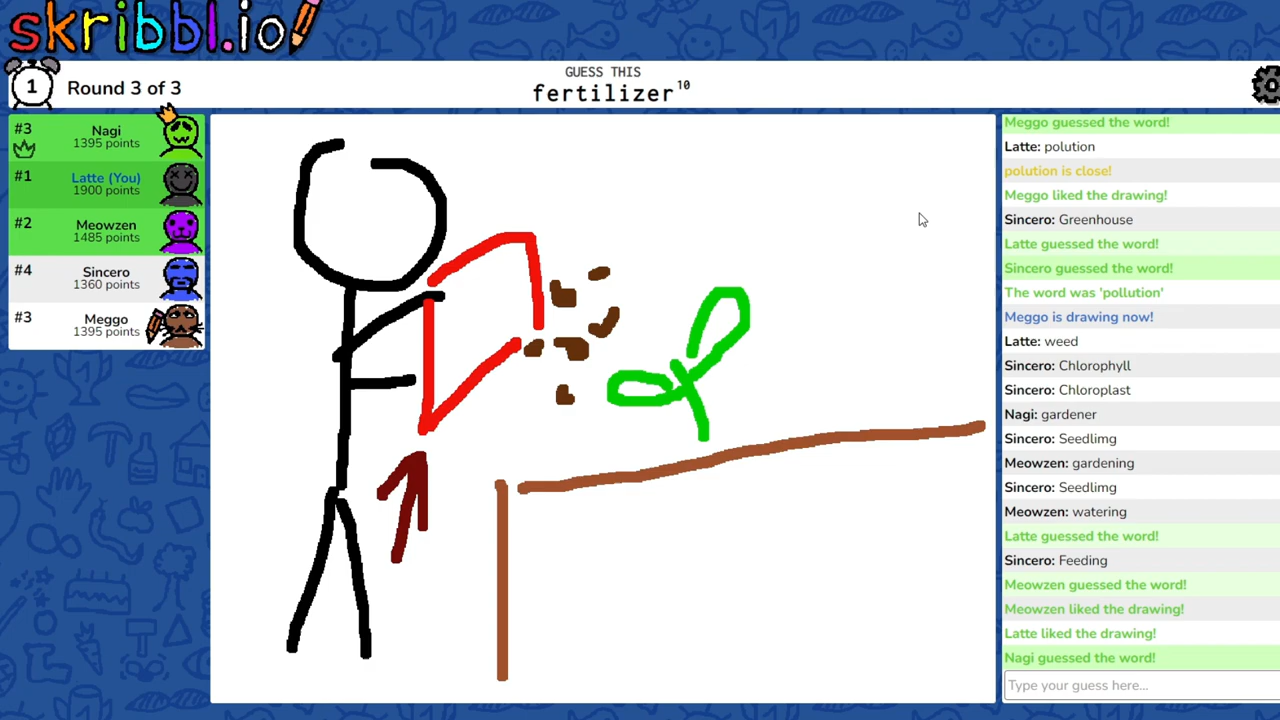 skribbl.io
1
Round 3 of 3
GUESS THIS
fertilizer 10
#3 Nagi
1395 points
#1 Latte (You)
1900 points
#2 Meowzen
1485 points
#4 Sincero
1360 points
#3 Meggo
1395 points
Meggo guessed the word!
Latte: polution
polution is close!
Meggo liked the drawing!
Sincero: Greenhouse
Latte guessed the word!
Sincero guessed the word!
The word was 'pollution'
Meggo is drawing now!
Latte: weed
Sincero: Chlorophyll
Sincero: Chloroplast
Nagi: gardener
Sincero: Seedlimg
Meowzen: gardening
Sincero: Seedlimg
Meowzen: watering
Latte guessed the word!
Sincero: Feeding
Meowzen guessed the word!
Meowzen liked the drawing!
Latte liked the drawing!
Nagi guessed the word!
Type your guess here...